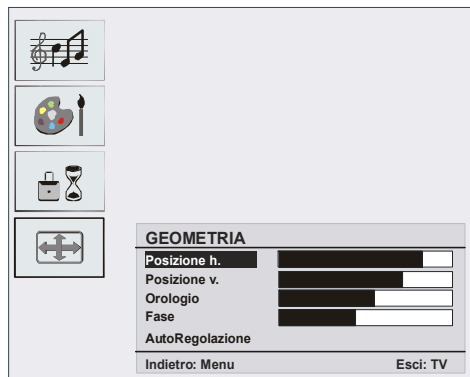 GEOMETRIA
Posizione h.
Posizione v.
Orologio
Fase
AutoRegolazione
Indietro: Menu Esci: TV